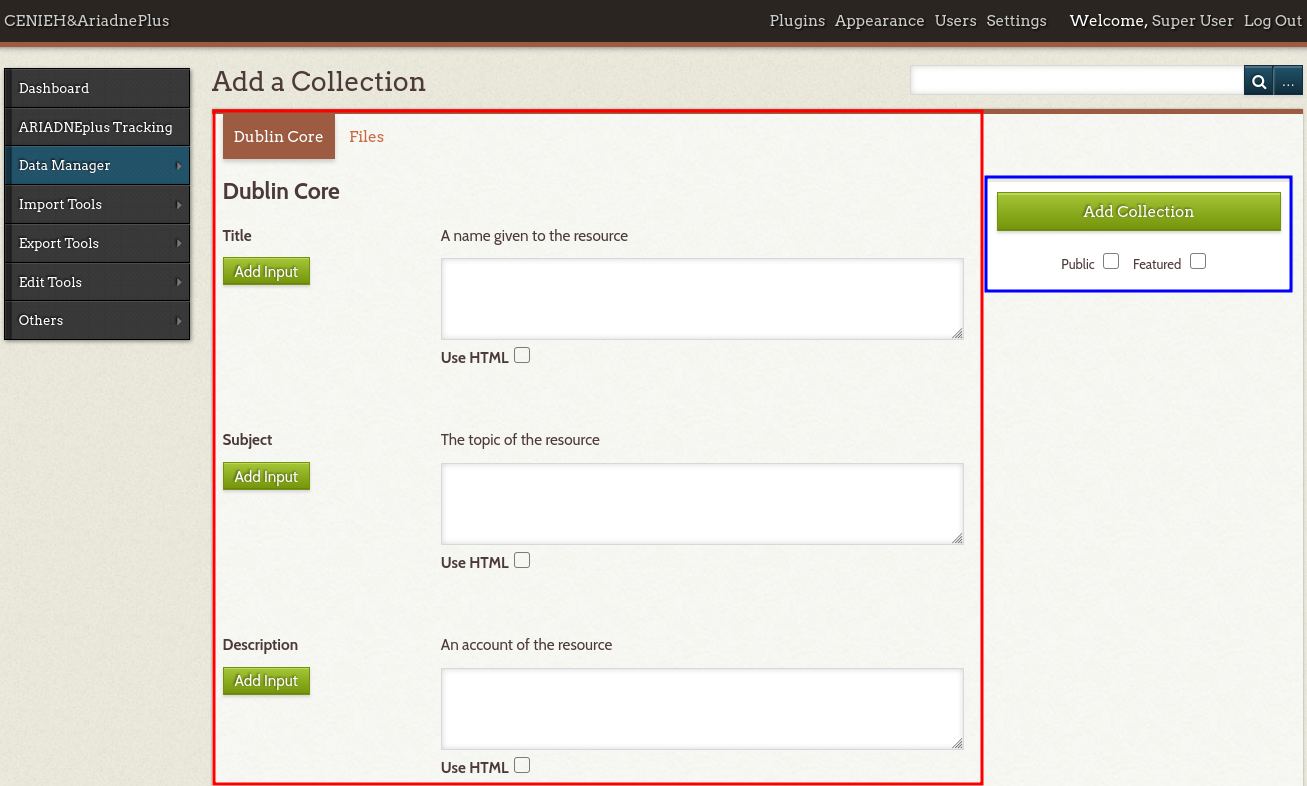 CENIEH&AriadnePlus Plugins Appearance Users Settings Welcome, Super User Log Out
Add a Collection
...
Dashboard
ARIADNEplus Tracking
Data Manager
Import Tools
Export Tools
Edit Tools
Others
Dublin Core Files
Dublin Core
Title A name given to the resource
Add Input
Use HTML
Subject The topic of the resource
Add Input
Use HTML
Description An account of the resource
Add Input
Use HTML
Add Collection
Public Featured